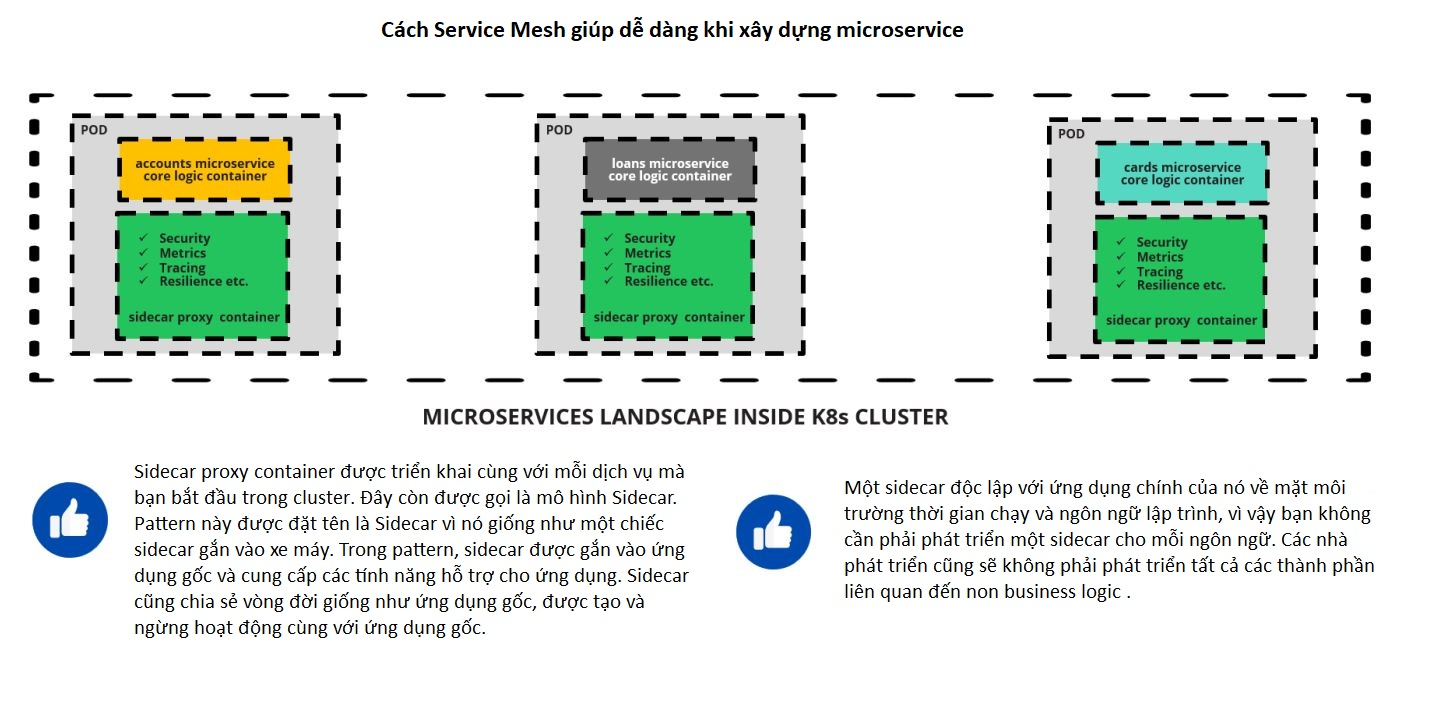 Cách Service Mesh giúp dễ dàng khi xây dựng microservice
POD
accounts microservice
core logic container
✓ Security
✓ Metrics
✓ Tracing
✓ Resilience etc.
sidecar proxy container
POD
loans microservice
core logic container
✓ Security
✓ Metrics
✓ Tracing
✓ Resilience etc.
sidecar proxy container
POD
cards microservice
core logic container
✓ Security
✓ Metrics
✓ Tracing
✓ Resilience etc.
sidecar proxy container
MICROSERVICES LANDSCAPE INSIDE K8s CLUSTER
Sidecar proxy container được triển khai cùng với mỗi dịch vụ mà
bạn bắt đầu trong cluster. Đây còn được gọi là mô hình Sidecar.
Pattern này được đặt tên là Sidecar vì nó giống như một chiếc
sidecar gắn vào xe máy. Trong pattern, sidecar được gắn vào ứng
dụng gốc và cung cấp các tính năng hỗ trợ cho ứng dụng. Sidecar
cũng chia sẻ vòng đời giống như ứng dụng gốc, được tạo và
ngừng hoạt động cùng với ứng dụng gốc.
Một sidecar độc lập với ứng dụng chính của nó về mặt môi
trường thời gian chạy và ngôn ngữ lập trình, vì vậy bạn không
cần phải phát triển một sidecar cho mỗi ngôn ngữ. Các nhà
phát triển cũng sẽ không phải phát triển tất cả các thành phần
liên quan đến non business logic .